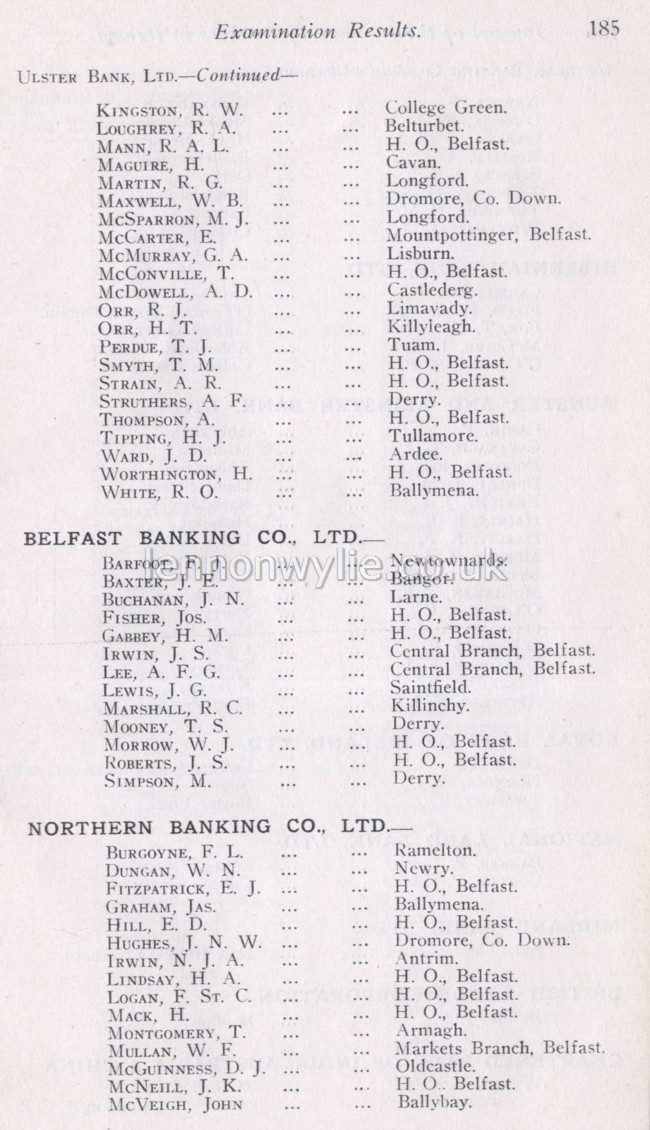 Examination Results. 185
ULSTER BANK, LTD.—Continued—
KINGSTON, R. W. ... ... College Green.
LOUGHREY, R. A. ... ... Belturbet.
MANN, R. A. L. ... ... H. O., Belfast.
MAGUIRE, H. ... ... Cavan.
MARTIN, R. G. ... ... Longford.
MAXWELL, W. B. ... ... Dromore, Co. Down.
MCSPARRON, M. J. ... ... Longford.
MCCARTER, E. ... ... Mountpottinger, Belfast.
MCMURRAY, G. A. ... ... Lisburn.
MCCONVILLE, T. ... ... H. O., Belfast.
MCDOWELL, A. D. ... ... Castlederg.
ORR, R. J. ... ... Limavady.
ORR, H. T. ... ... Killyleagh.
PERDUE, T. J. ... ... Tuam.
SMYTH, T. M. ... ... H. O., Belfast.
STRAIN, A. R. ... ... H. O., Belfast.
STRUTHERS, A. F. ... ... Derry.
THOMPSON, A. ... ... H. O., Belfast.
TIPPING, H. J. ... ... Tullamore.
WARD, J. D. ... ... Ardee.
WORTHINGTON, H. ... ... H. O., Belfast.
WHITE, R. O. ... ... Ballymena.
BELFAST BANKING CO., LTD.—
BARFOOT, F. J. ... ... Newtownards.
lennonwylie.co.uk
BAXTER, J. E. ... ... Bangor.
BUCHANAN, J. N. ... ... Larne.
FISHER, JOS. ... ... H. O., Belfast.
GABBEY, H. M. ... ... H. O., Belfast.
IRWIN, J. S. ... ... Central Branch, Belfast.
LEE, A. F. G. ... ... Central Branch, Belfast.
LEWIS, J. G. ... ... Saintfield.
MARSHALL, R. C. ... ... Killinchy.
MOONEY, T. S. ... ... Derry.
MORROW, W. J. ... ... H. O., Belfast.
ROBERTS, J. S. ... ... H. O., Belfast.
SIMPSON, M. ... ... Derry.
NORTHERN BANKING CO., LTD.—
BURGOYNE, F. L. ... ... Ramelton.
DUNGAN, W. N. ... ... Newry.
FITZPATRICK, E. J. ... ... H. O., Belfast.
GRAHAM, JAS. ... ... Ballymena.
HILL, E. D. ... ... H. O., Belfast.
HUGHES, J. N. W. ... ... Dromore, Co. Down.
IRWIN, N. J. A. ... ... Antrim.
LINDSAY, H. A. ... ... H. O., Belfast.
LOGAN, F. ST. C. ... ... H. O., Belfast.
MACK, H. ... ... H. O., Belfast.
MONTGOMERY, T. ... ... Armagh.
MULLAN, W. F. ... ... Markets Branch, Belfast.
MCGUINNESS, D. J. ... ... Oldcastle.
MCNEILL, J. K. ... ... H. O. Belfast.
MCVEIGH, JOHN ... ... Ballybay.